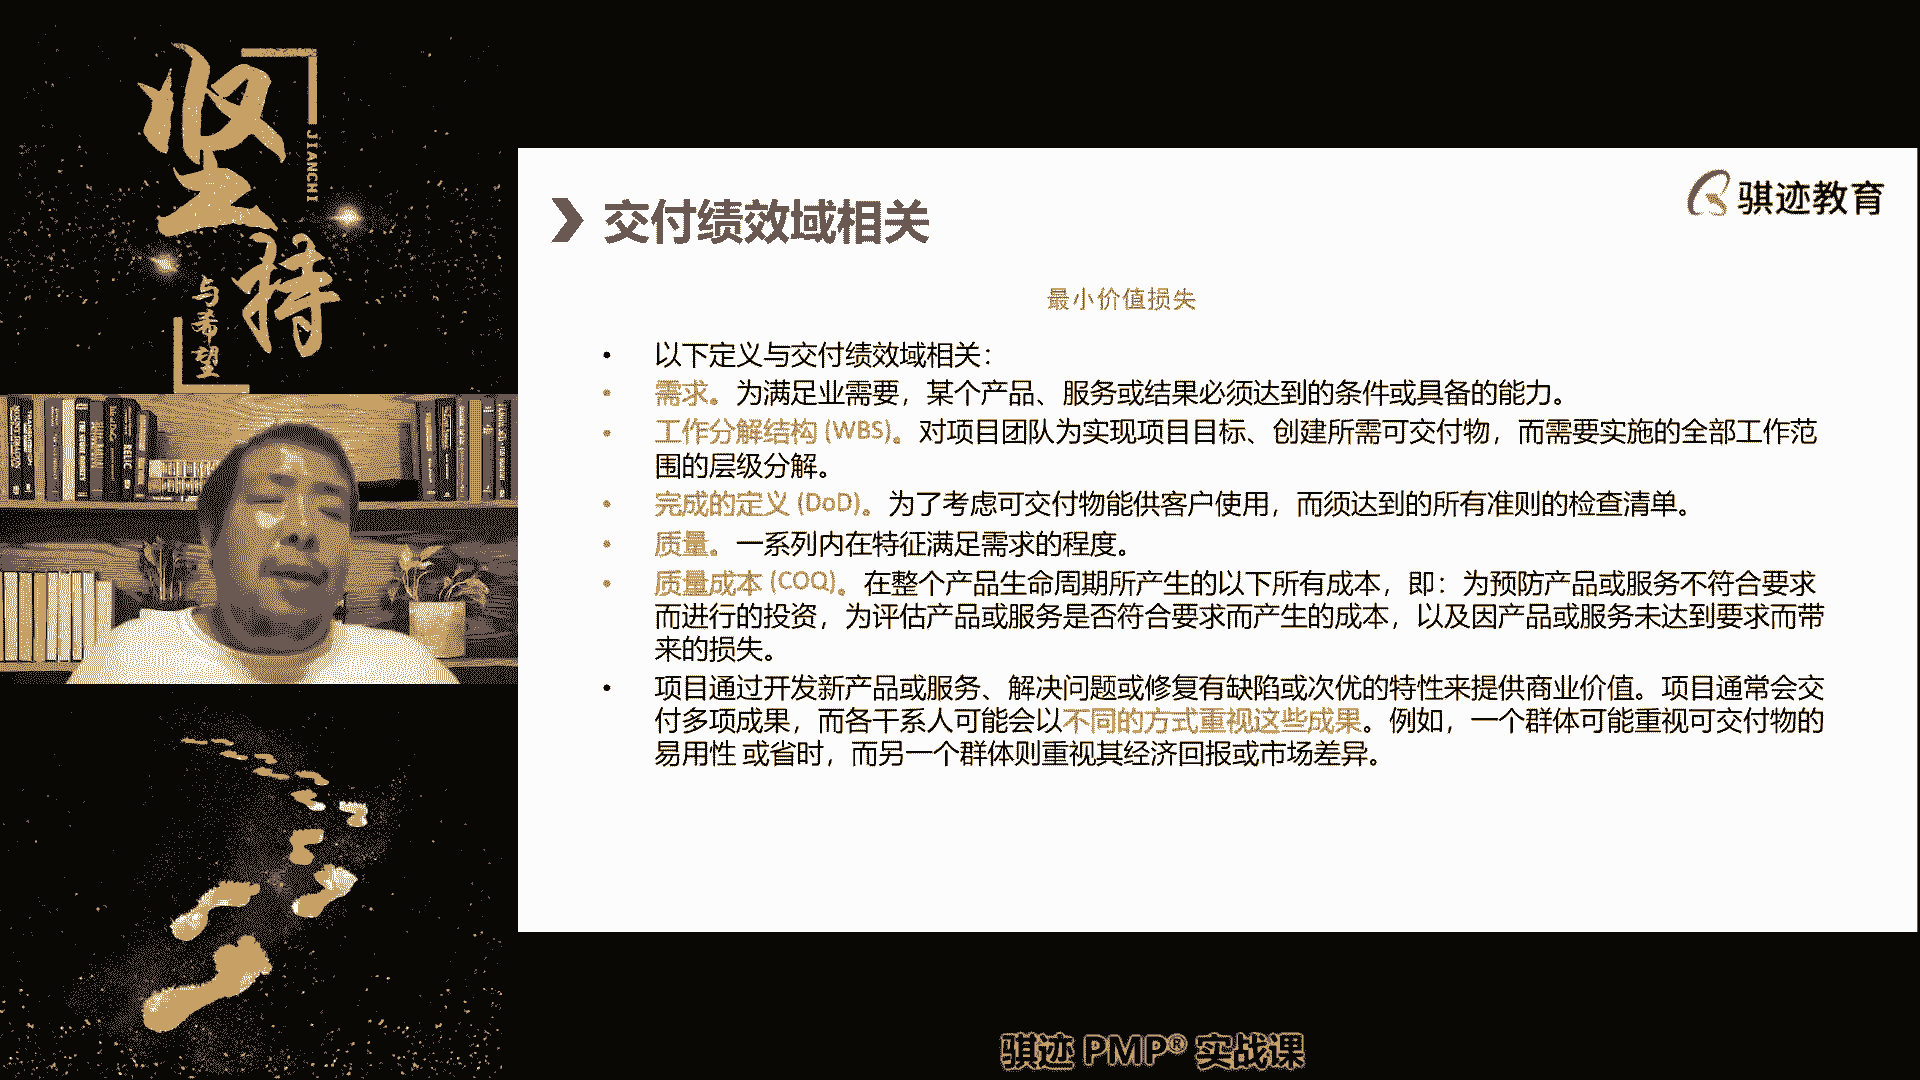 坚持
JIANCHI
与希望
骐迹教育
交付绩效域相关
最小价值损失
• 以下定义与交付绩效域相关：
• 需求。为满足业需要，某个产品、服务或结果必须达到的条件或具备的能力。
• 工作分解结构 (WBS)。对项目团队为实现项目目标、创建所需可交付物，而需要实施的全部工作范
围的层级分解。
• 完成的定义 (DoD)。为了考虑可交付物能供客户使用，而须达到的所有准则的检查清单。
• 质量。一系列内在特征满足需求的程度。
• 质量成本 (COQ)。在整个产品生命周期所产生的以下所有成本，即：为预防产品或服务不符合要求
而进行的投资，为评估产品或服务是否符合要求而产生的成本，以及因产品或服务未达到要求而带
来的损失。
• 项目通过开发新产品或服务、解决问题或修复有缺陷或次优的特性来提供商业价值。项目通常会交
付多项成果，而各干系人可能会以不同的方式重视这些成果。例如，一个群体可能重视可交付物的
易用性 或省时，而另一个群体则重视其经济回报或市场差异。
骐迹 PMP® 实战课